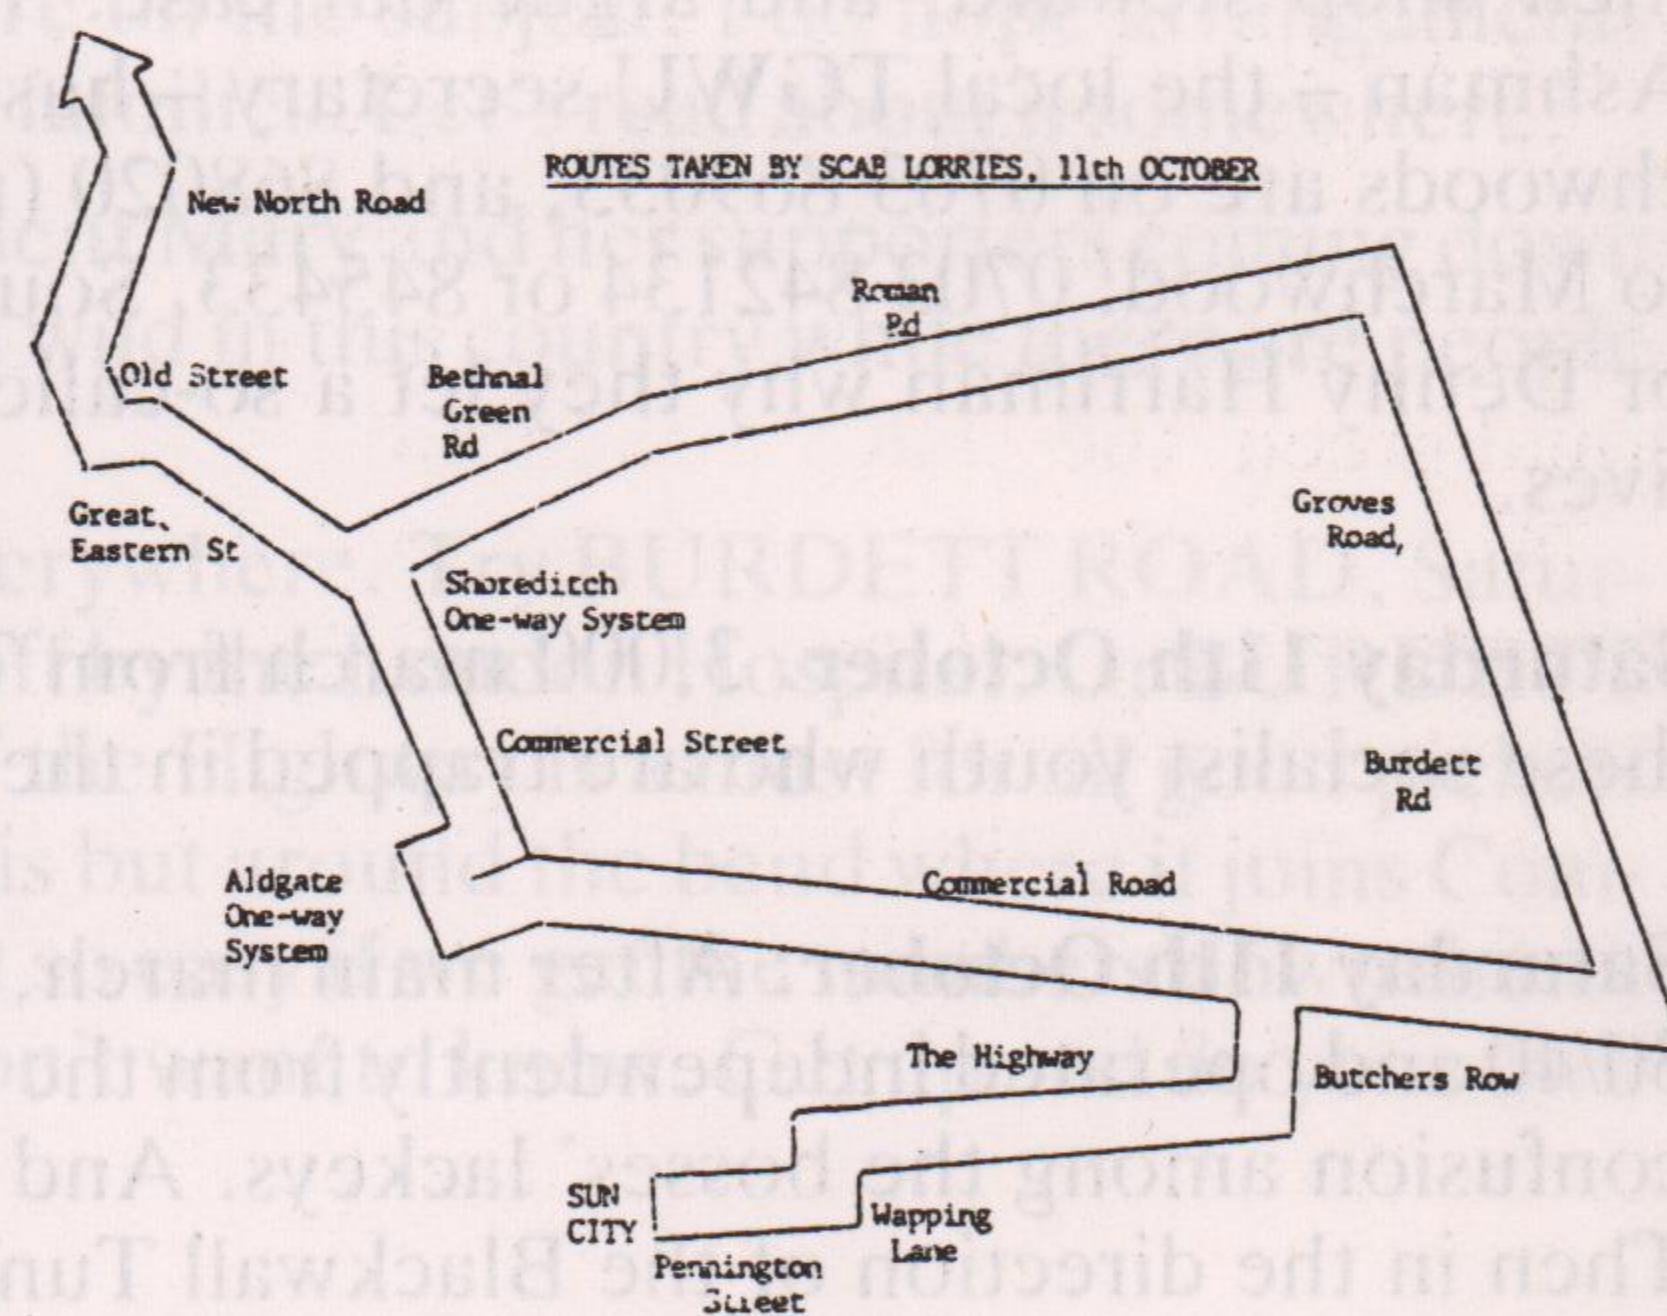 ROUTES TAKEN BY SCAB LORRIES, 11th OCTOBER
New North Road
Roman
Rd
Old Street
Bethnal
Green
Rd
Great
Eastern St
Groves
Road,
Shoreditch
One-way System
Commercial Street
Burdett
Rd
Aldgate
One-way
System
Commercial Road
The Highway
Butchers Row
SUN
CITY
Wapping
Lane
Pennington
Street